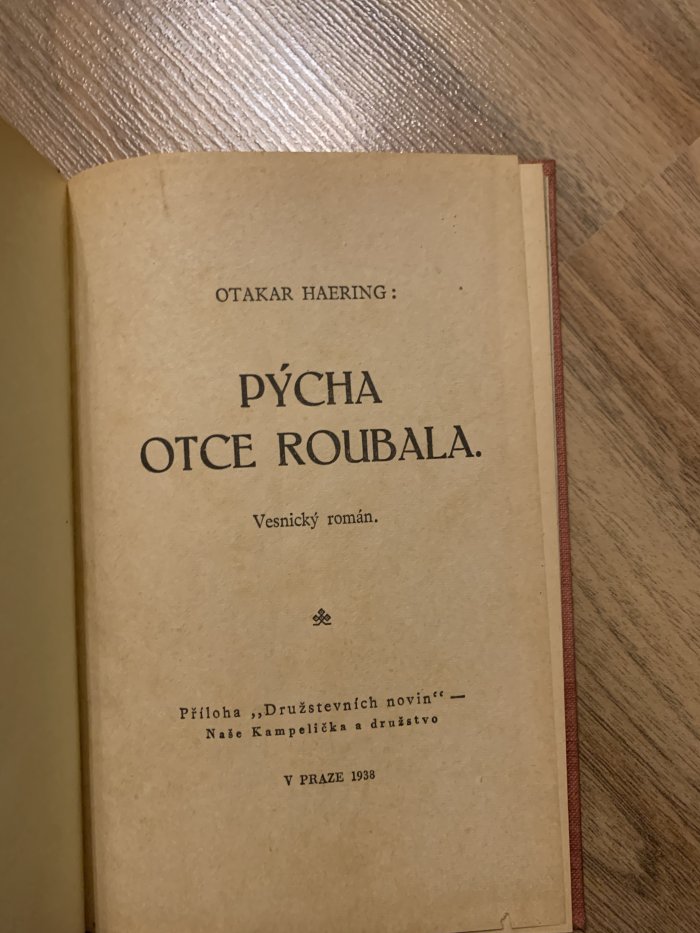 OTAKAR HAERING:
PÝCHA
OTCE ROUBALA.
Vesnický román.
Příloha „Družstevních novin“ —
Naše Kampelička a družstvo
V PRAZE 1938